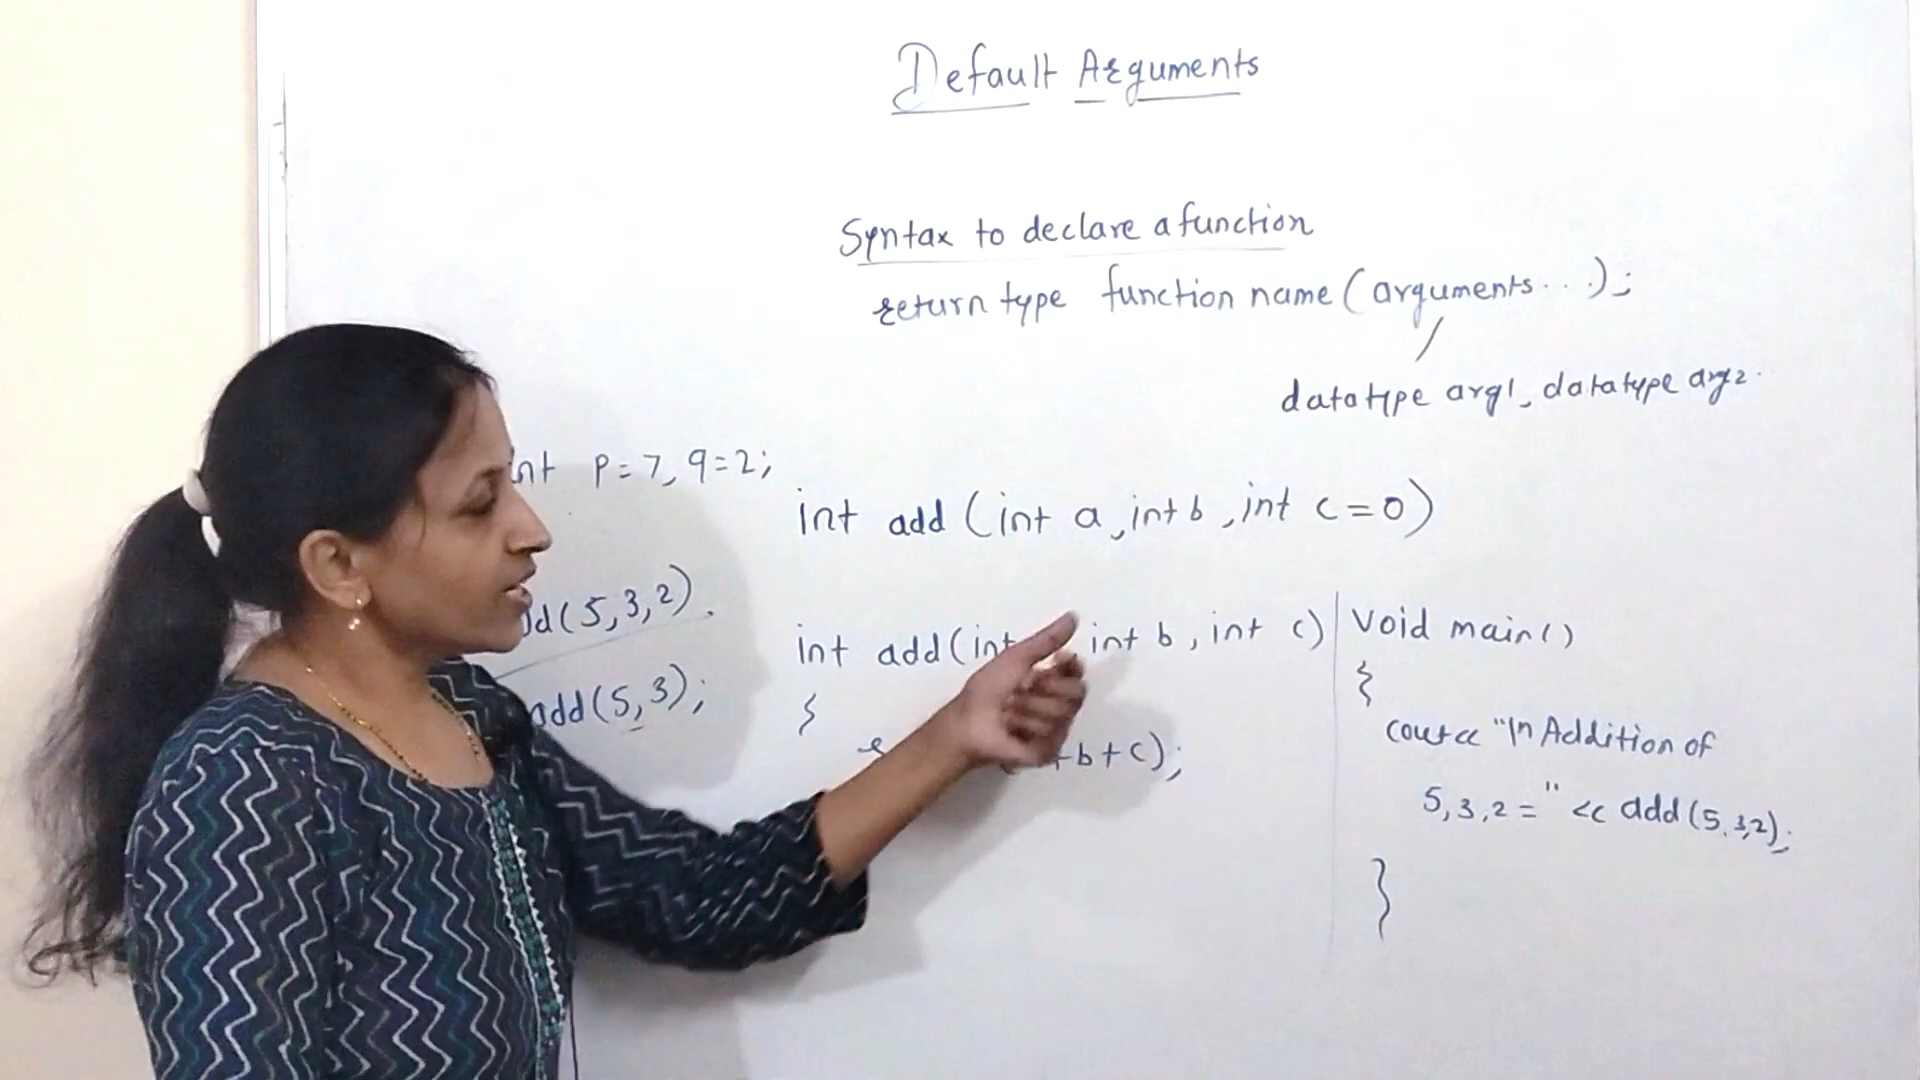 Default Arguments
Syntax to declare a function
return type function name (arguments...);
datatype arg1, datatype arg2.
int p=7, q=2;
int add (int a, int b, int c=0)
add(5,3,2).
add(5,3);
int add(int int b, int c)
{
+b+c);
Void main()
{
cout<< "\n Addition of
5,3,2=" << add(5,3,2);
}